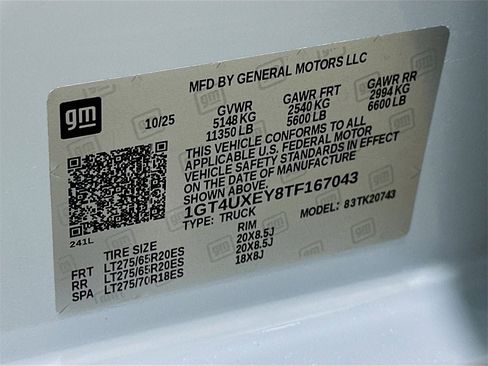 MFD BY GENERAL MOTORS LLC
gm
10/25
GVWR
5148 KG
11350 LB
GAWR FRT
2540 KG
5600 LB
GAWR RR
2994 KG
6600 LB
THIS VEHICLE CONFORMS TO ALL
APPLICABLE U.S. FEDERAL MOTOR
VEHICLE SAFETY STANDARDS IN EFFECT
ON THE DATE OF MANUFACTURE
SHOWN ABOVE.
1GT4UXEY8TF167043
TYPE: TRUCK
MODEL: 83TK20743
241L
TIRE SIZE
RIM
FRT LT275/65R20ES 20X8.5J
RR LT275/65R20ES 20X8.5J
SPA LT275/70R18ES 18X8J